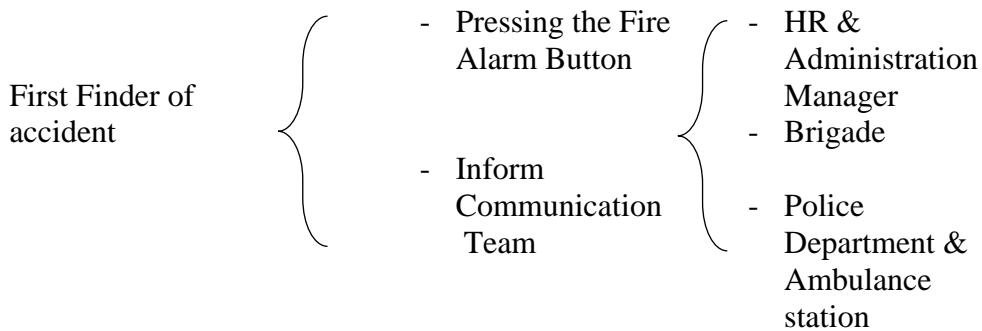 First Finder of
accident
- Pressing the Fire
Alarm Button
- Inform
Communication
Team
- HR &
Administration
Manager
- Brigade
- Police
Department &
Ambulance
station